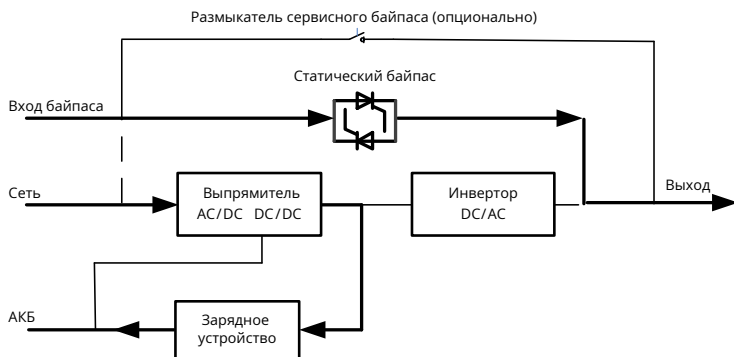 Размыкатель сервисного байпаса (опционально)
Статический байпас
Вход байпаса
Сеть
Выпрямитель
AC/DC DC/DC
Инвертор
DC/AC
Выход
АКБ
Зарядное
устройство